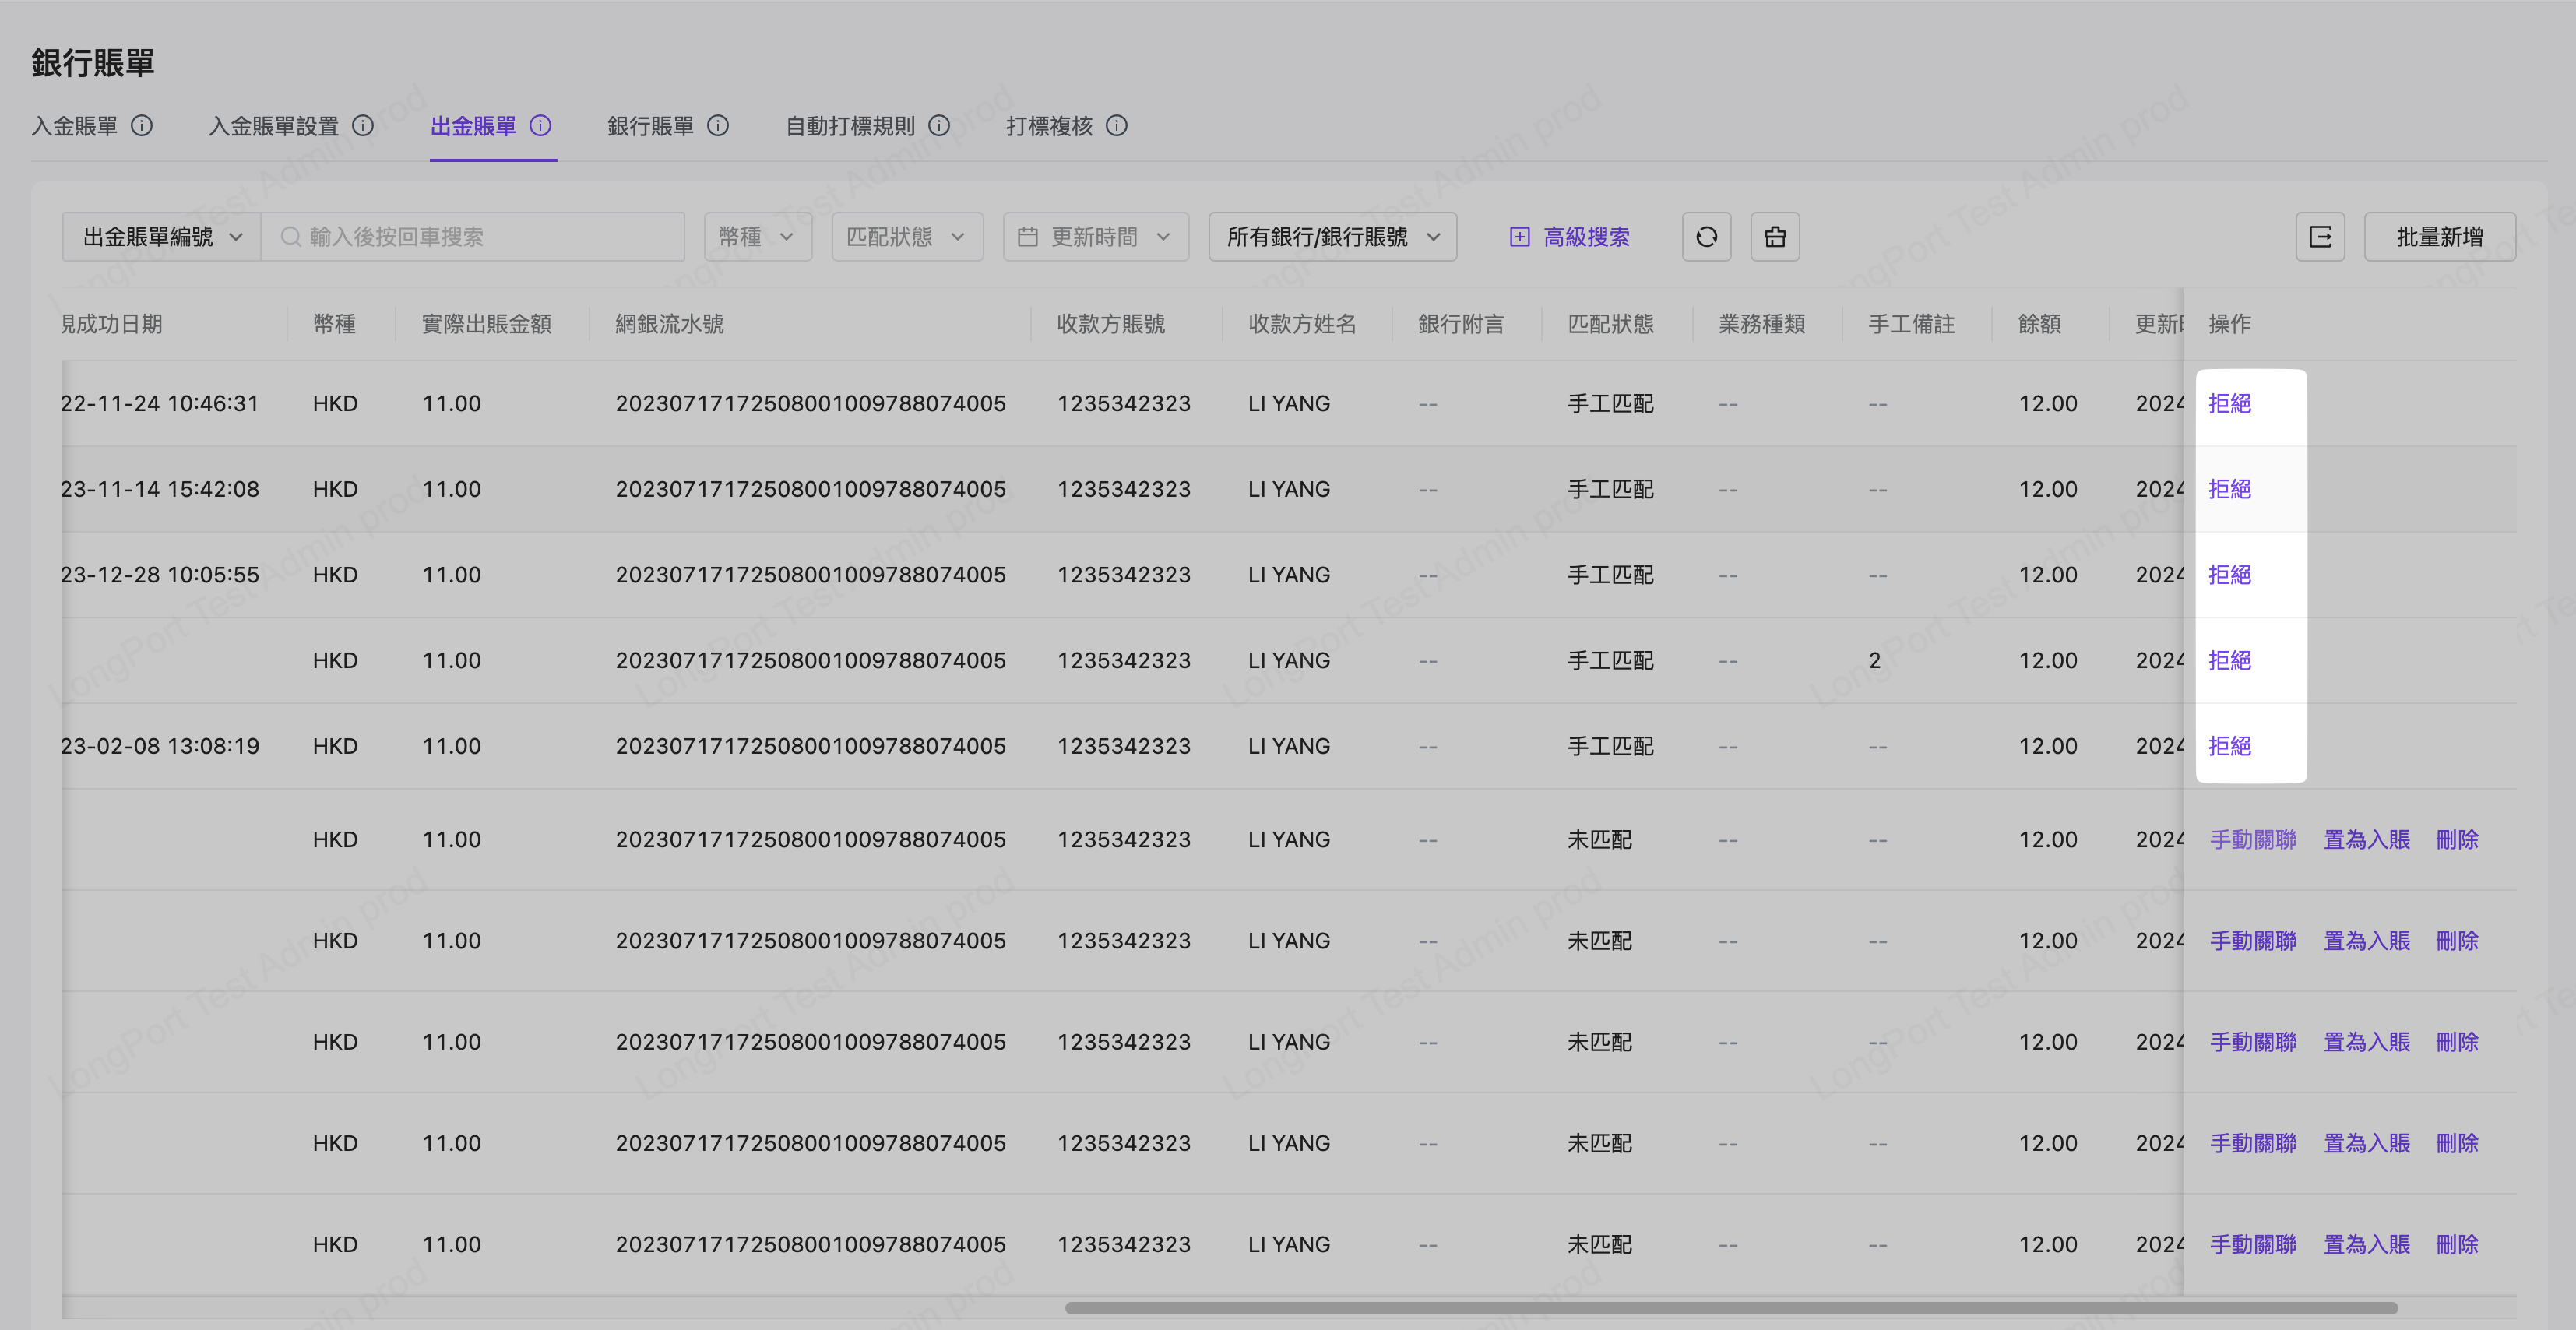 銀行賬單
入金賬單 入金賬單設置 出金賬單 銀行賬單 自動打標規則 打標複核
出金賬單編號 輸入後按回車搜索 幣種 匹配狀態 更新時間 所有銀行/銀行賬號 高級搜索 批量新增
成功日期 幣種 實際出賬金額 網銀流水號 收款方賬號 收款方姓名 銀行附言 匹配狀態 業務種類 手工備註 餘額 更新 操作
22-11-24 10:46:31 HKD 11.00 20230717172508001009788074005 1235342323 LI YANG -- 手工匹配 -- -- 12.00 2024 拒絕
23-11-14 15:42:08 HKD 11.00 20230717172508001009788074005 1235342323 LI YANG -- 手工匹配 -- -- 12.00 2024 拒絕
23-12-28 10:05:55 HKD 11.00 20230717172508001009788074005 1235342323 LI YANG -- 手工匹配 -- -- 12.00 2024 拒絕
HKD 11.00 20230717172508001009788074005 1235342323 LI YANG -- 手工匹配 -- 2 12.00 2024 拒絕
23-02-08 13:08:19 HKD 11.00 20230717172508001009788074005 1235342323 LI YANG -- 手工匹配 -- -- 12.00 2024 拒絕
HKD 11.00 20230717172508001009788074005 1235342323 LI YANG -- 未匹配 -- -- 12.00 2024 手動關聯 置為入賬 刪除
HKD 11.00 20230717172508001009788074005 1235342323 LI YANG -- 未匹配 -- -- 12.00 2024 手動關聯 置為入賬 刪除
HKD 11.00 20230717172508001009788074005 1235342323 LI YANG -- 未匹配 -- -- 12.00 2024 手動關聯 置為入賬 刪除
HKD 11.00 20230717172508001009788074005 1235342323 LI YANG -- 未匹配 -- -- 12.00 2024 手動關聯 置為入賬 刪除
HKD 11.00 20230717172508001009788074005 1235342323 LI YANG -- 未匹配 -- -- 12.00 2024 手動關聯 置為入賬 刪除
LongPort Test Admin prod